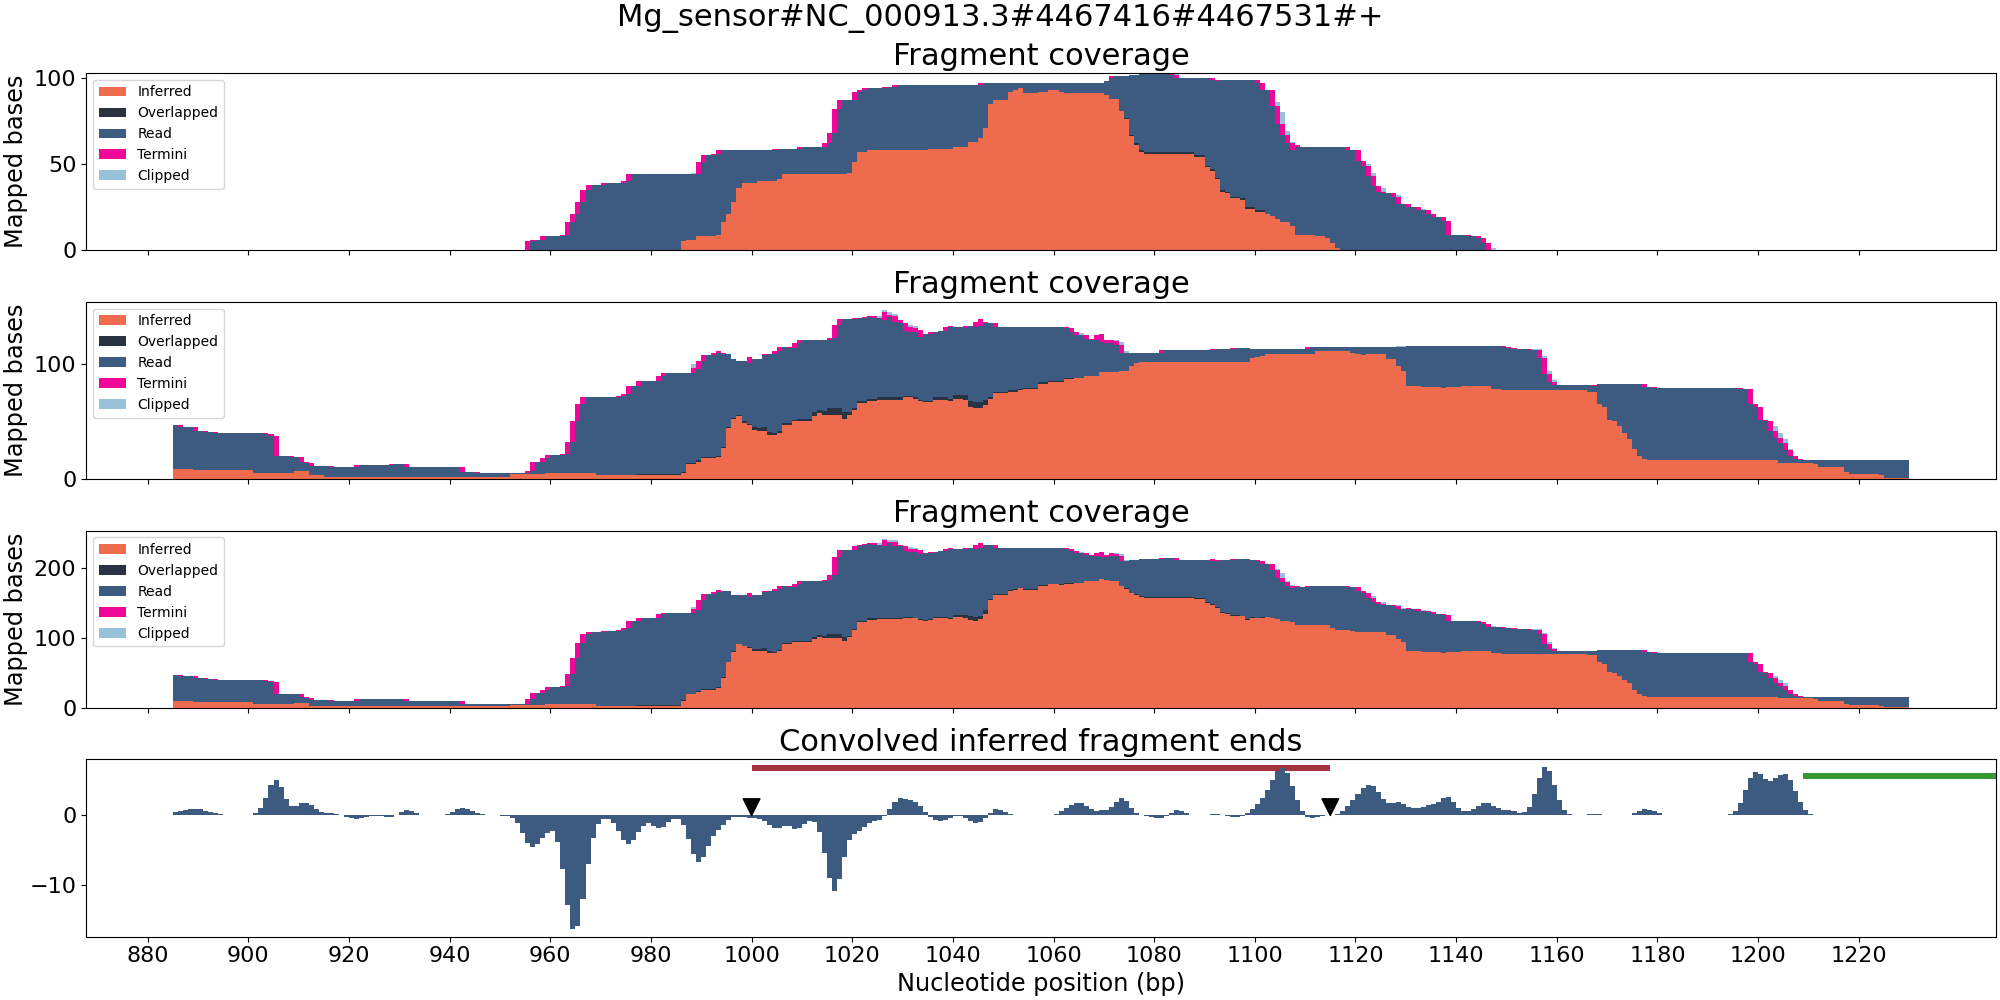 Mg_sensor#NC_000913.3#4467416#4467531#+
Fragment coverage
Mapped bases
100
50
0
Inferred
Overlapped
Read
Termini
Clipped
Fragment coverage
Mapped bases
100
0
Inferred
Overlapped
Read
Termini
Clipped
Fragment coverage
Mapped bases
200
100
0
Inferred
Overlapped
Read
Termini
Clipped
Convolved inferred fragment ends
0
−10
880 900 920 940 960 980 1000 1020 1040 1060 1080 1100 1120 1140 1160 1180 1200 1220
Nucleotide position (bp)